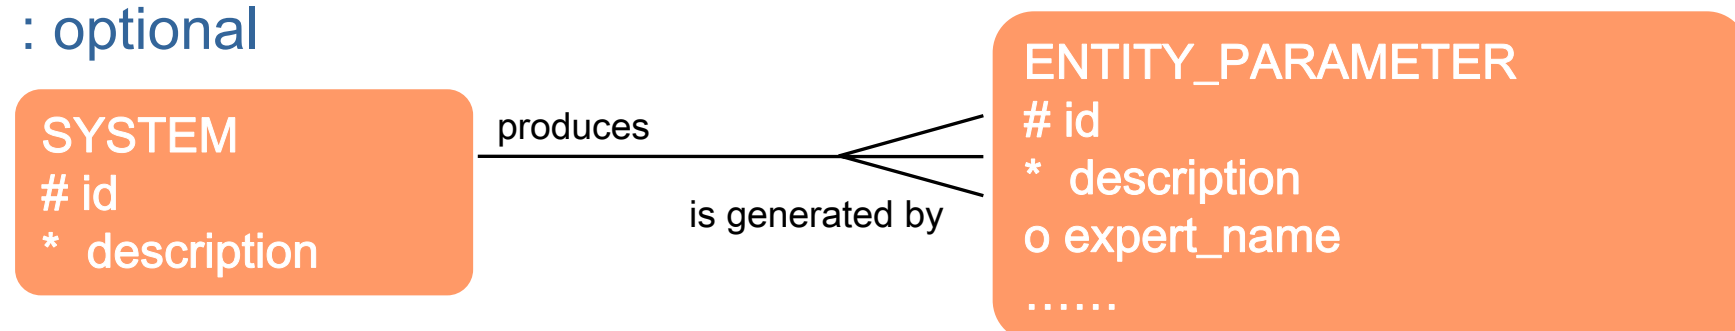 : optional
SYSTEM
# id
* description
produces
is generated by
ENTITY_PARAMETER
# id
* description
o expert_name
......